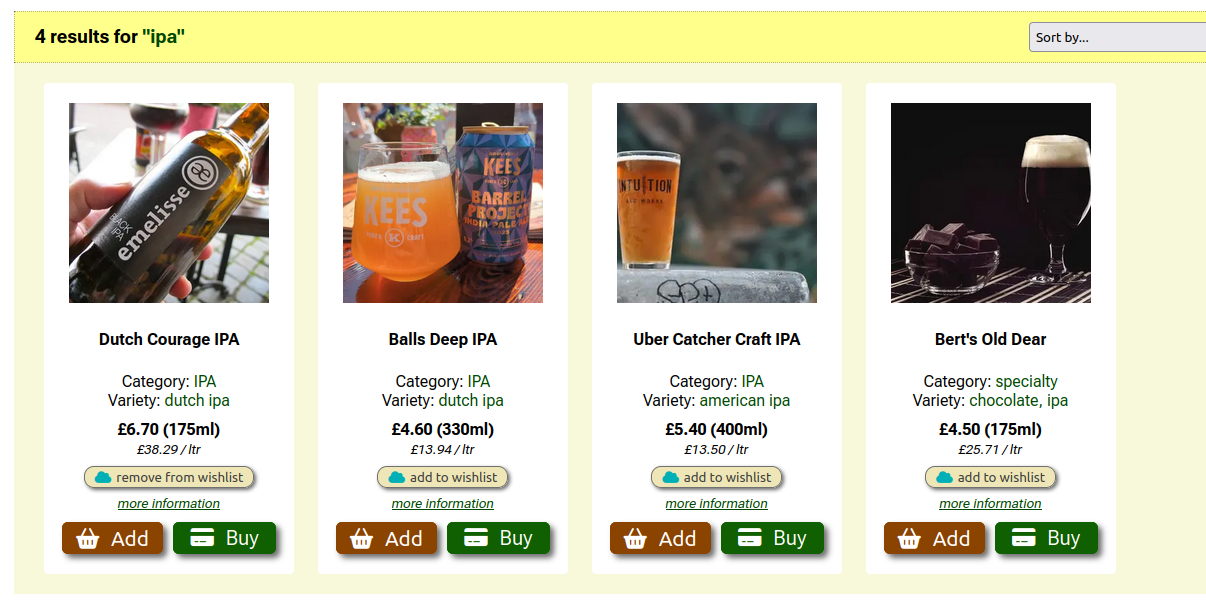 4 results for "ipa"
Sort by...
BLACK IPA
emelisse
KEES
KEES
BARREL
PROJECT
INDIA PALE ALE
INTUITION
ALE WORKS
Dutch Courage IPA
Category: IPA
Variety: dutch ipa
£6.70 (175ml)
£38.29 / ltr
remove from wishlist
more information
Add
Buy
Balls Deep IPA
Category: IPA
Variety: dutch ipa
£4.60 (330ml)
£13.94 / ltr
add to wishlist
more information
Add
Buy
Uber Catcher Craft IPA
Category: IPA
Variety: american ipa
£5.40 (400ml)
£13.50 / ltr
add to wishlist
more information
Add
Buy
Bert's Old Dear
Category: specialty
Variety: chocolate, ipa
£4.50 (175ml)
£25.71 / ltr
add to wishlist
more information
Add
Buy